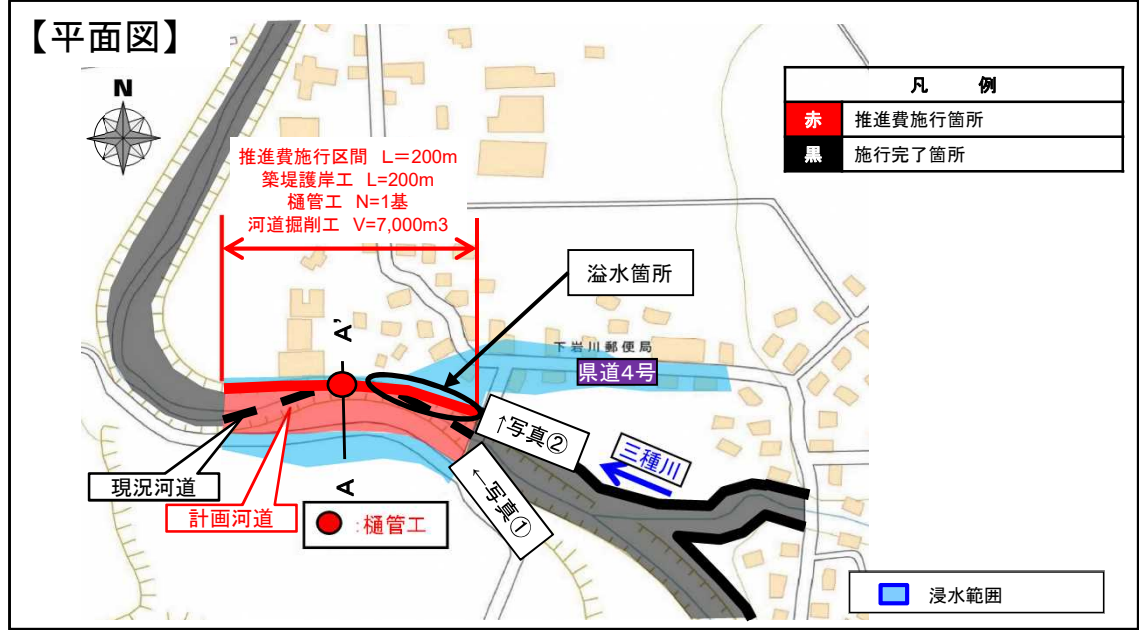 【平面図】
N
凡　例
赤 推進費施行箇所
黒 施行完了箇所
推進費施行区間 L=200m
築堤護岸工 L=200m
樋管工 N=1基
河道掘削工 V=7,000m3
溢水箇所
下岩川郵便局
県道4号
A'
A
↑写真②
←写真①
三種川
現況河道
計画河道
:樋管工
浸水範囲